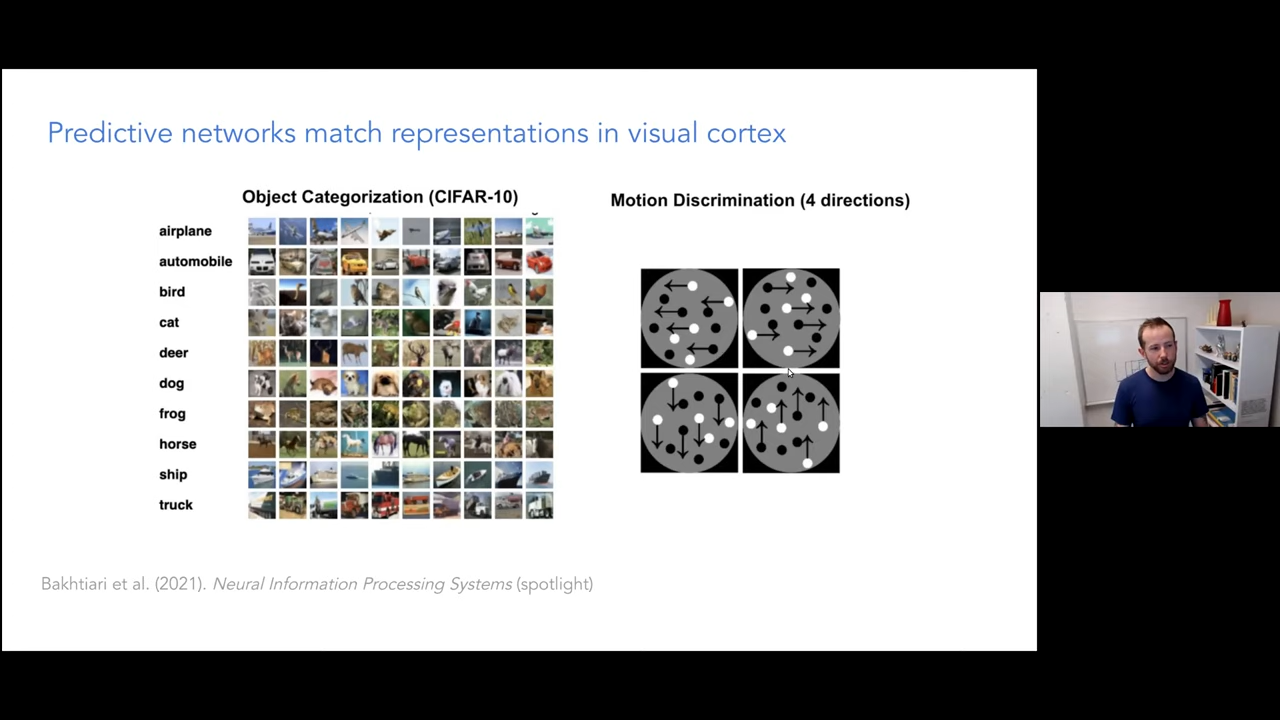 Predictive networks match representations in visual cortex
Object Categorization (CIFAR-10)
airplane
automobile
bird
cat
deer
dog
frog
horse
ship
truck
Motion Discrimination (4 directions)
Bakhtiari et al. (2021). Neural Information Processing Systems (spotlight)